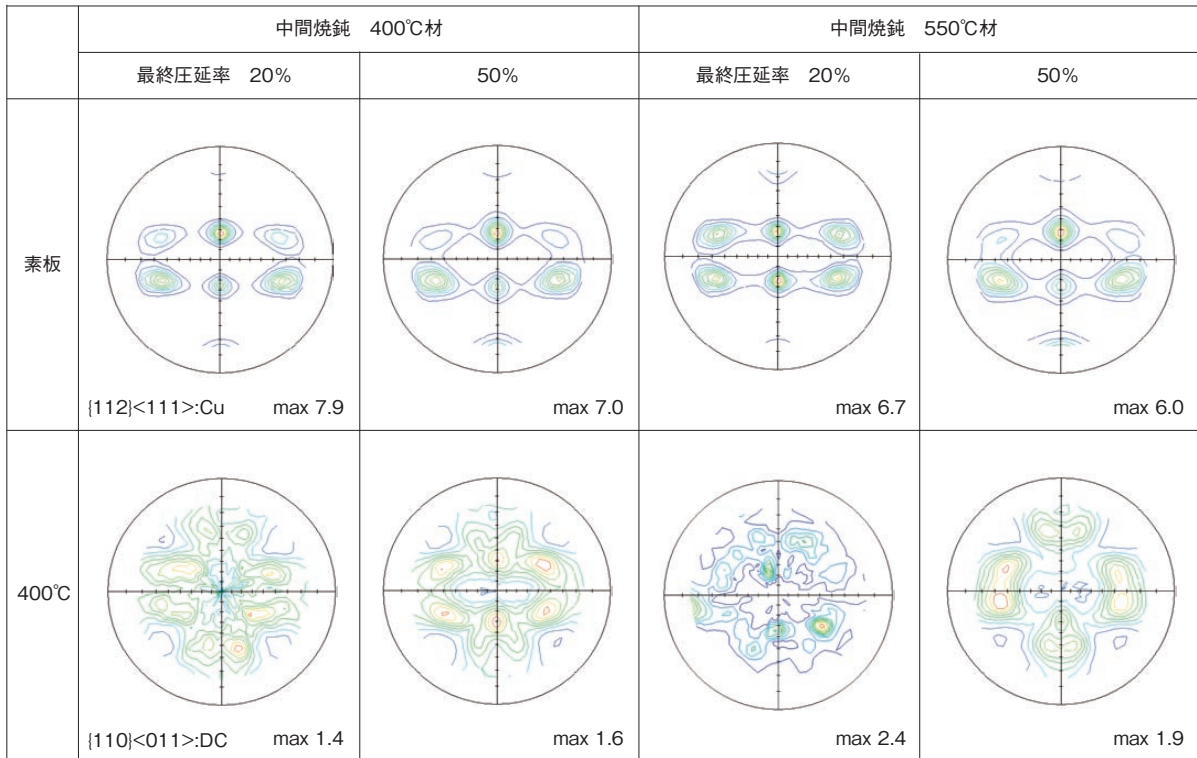 中間焼鈍 400℃材 中間焼鈍 550℃材
最終圧延率 20% 50% 最終圧延率 20% 50%
素板
{112}<111>:Cu max 7.9 max 7.0 max 6.7 max 6.0
400℃
{110}<011>:DC max 1.4 max 1.6 max 2.4 max 1.9